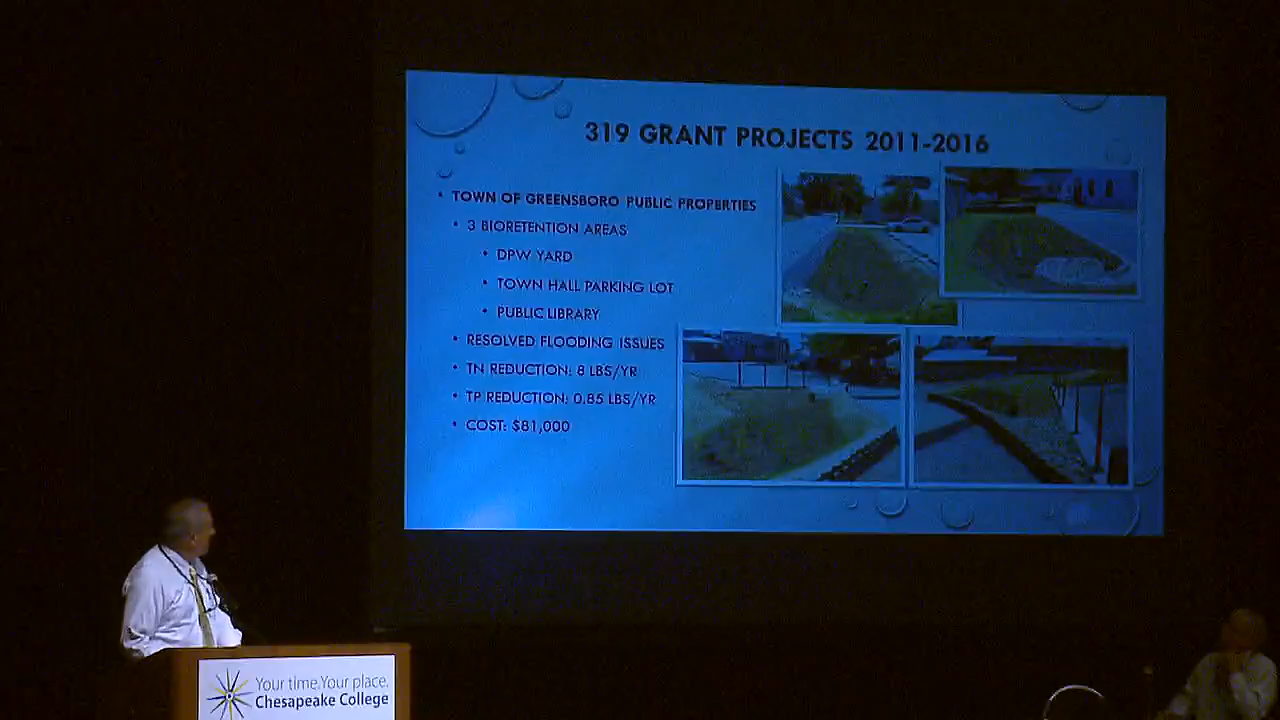 319 GRANT PROJECTS 2011-2016
• TOWN OF GREENSBORO PUBLIC PROPERTIES
• 3 BIORETENTION AREAS
• DPW YARD
• TOWN HALL PARKING LOT
• PUBLIC LIBRARY
• RESOLVED FLOODING ISSUES
• TN REDUCTION: 8 LBS/YR
• TP REDUCTION: 0.85 LBS/YR
• COST: $81,000
Your time. Your place.
Chesapeake College